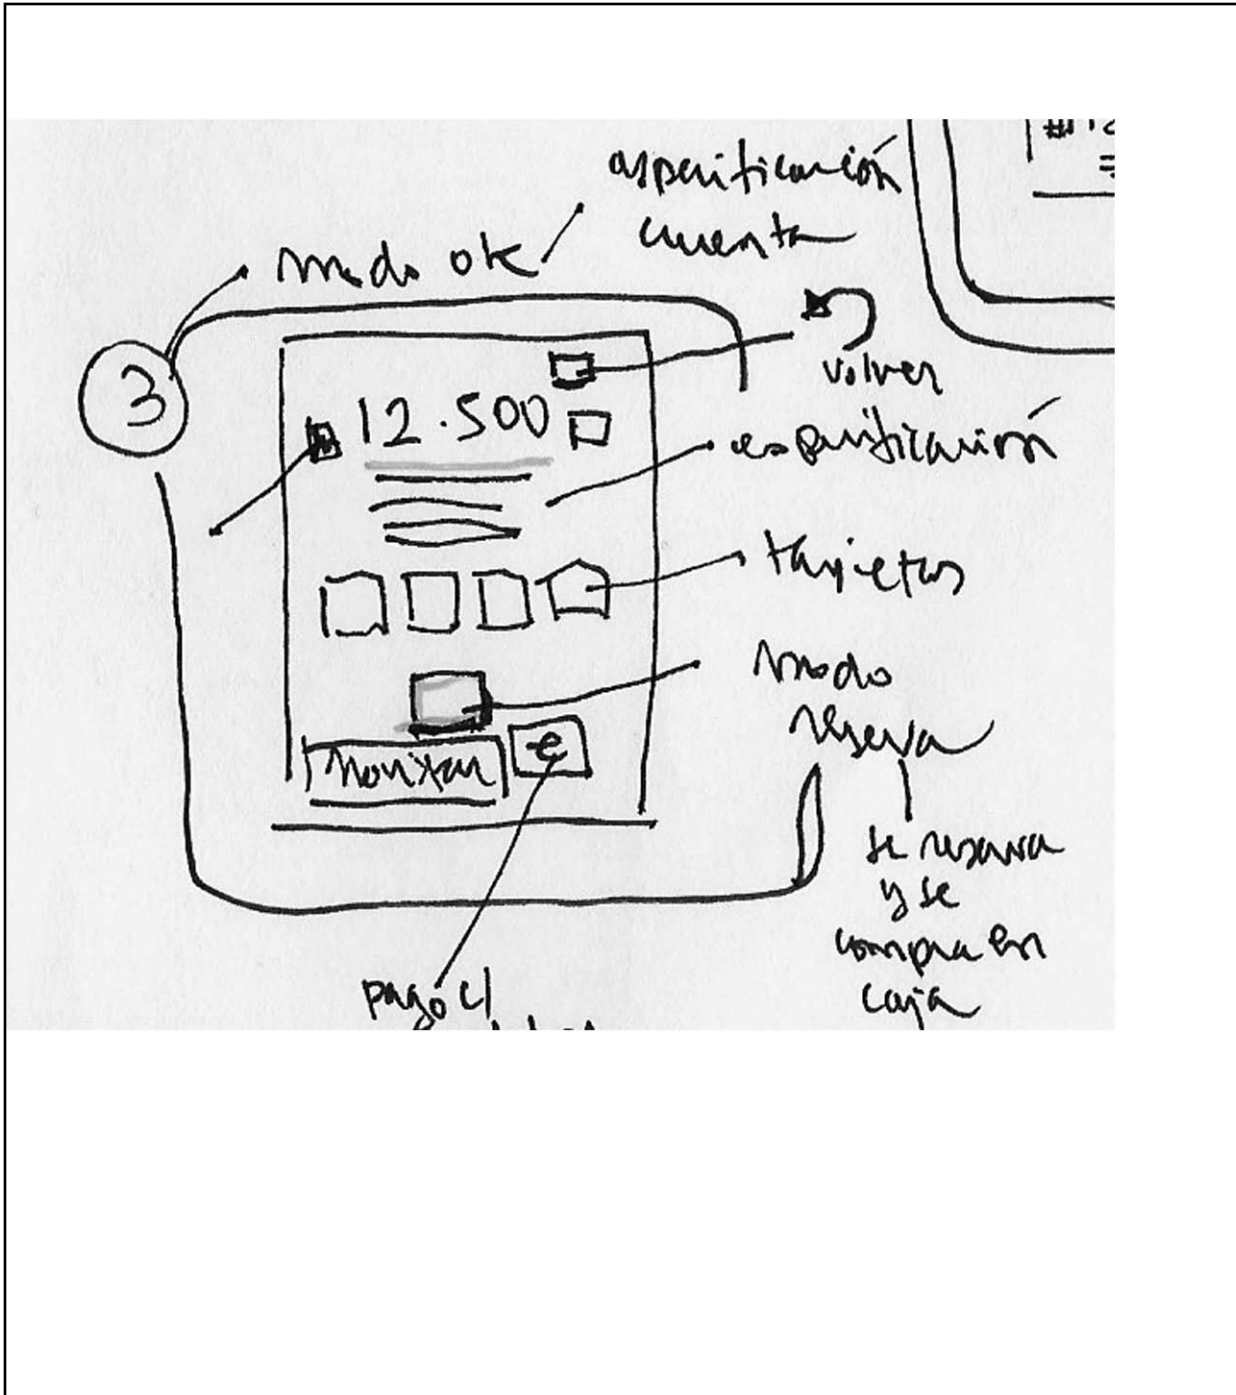 especificación
cuenta
modo ok
3
volver
12.500
especificación
tarjetas
modo
reserva
e
se reserva
y se
compra en
caja
pago c/